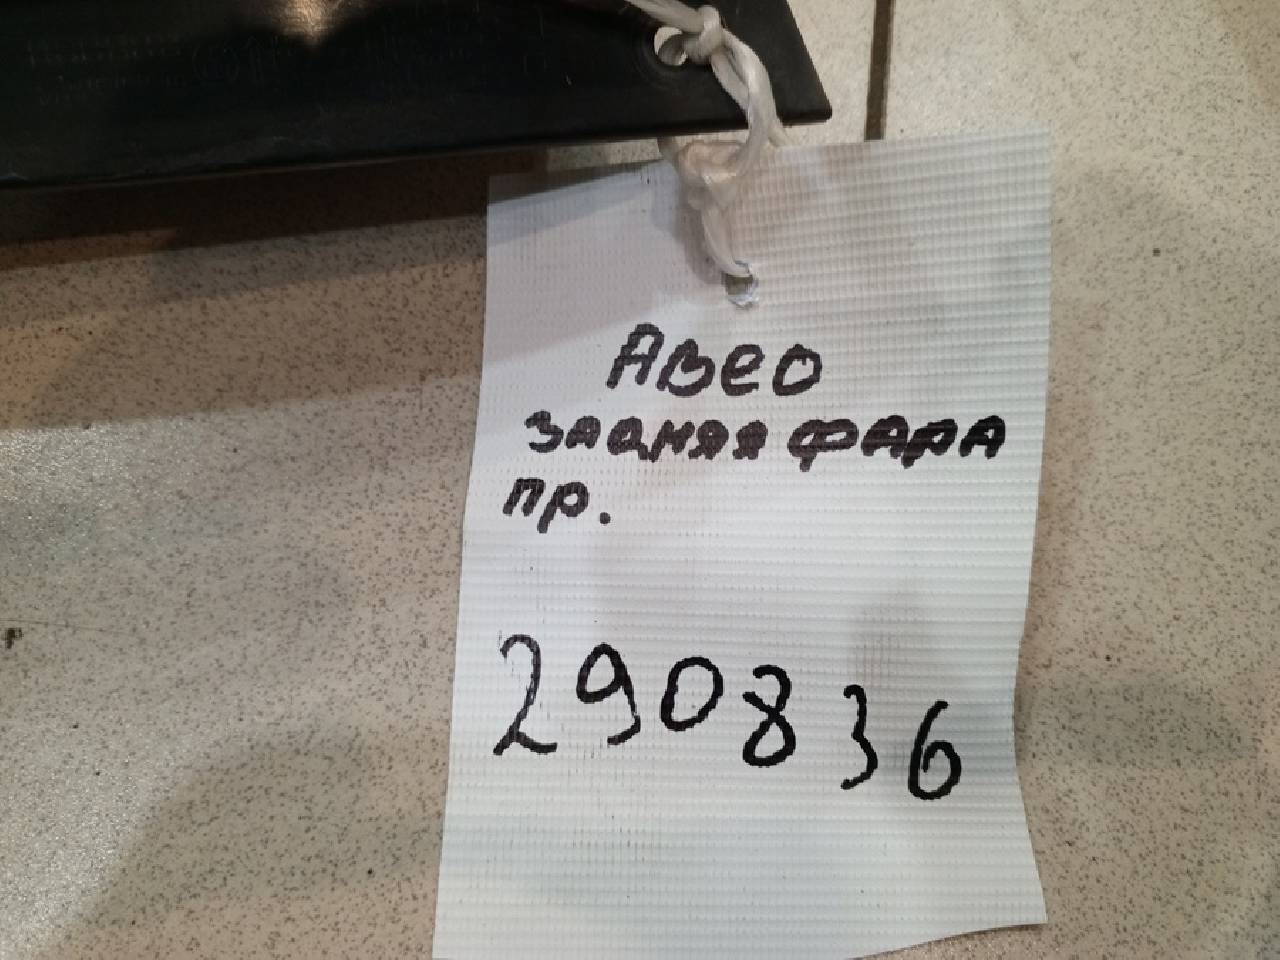 Авео
задняя фара
пр.
290836